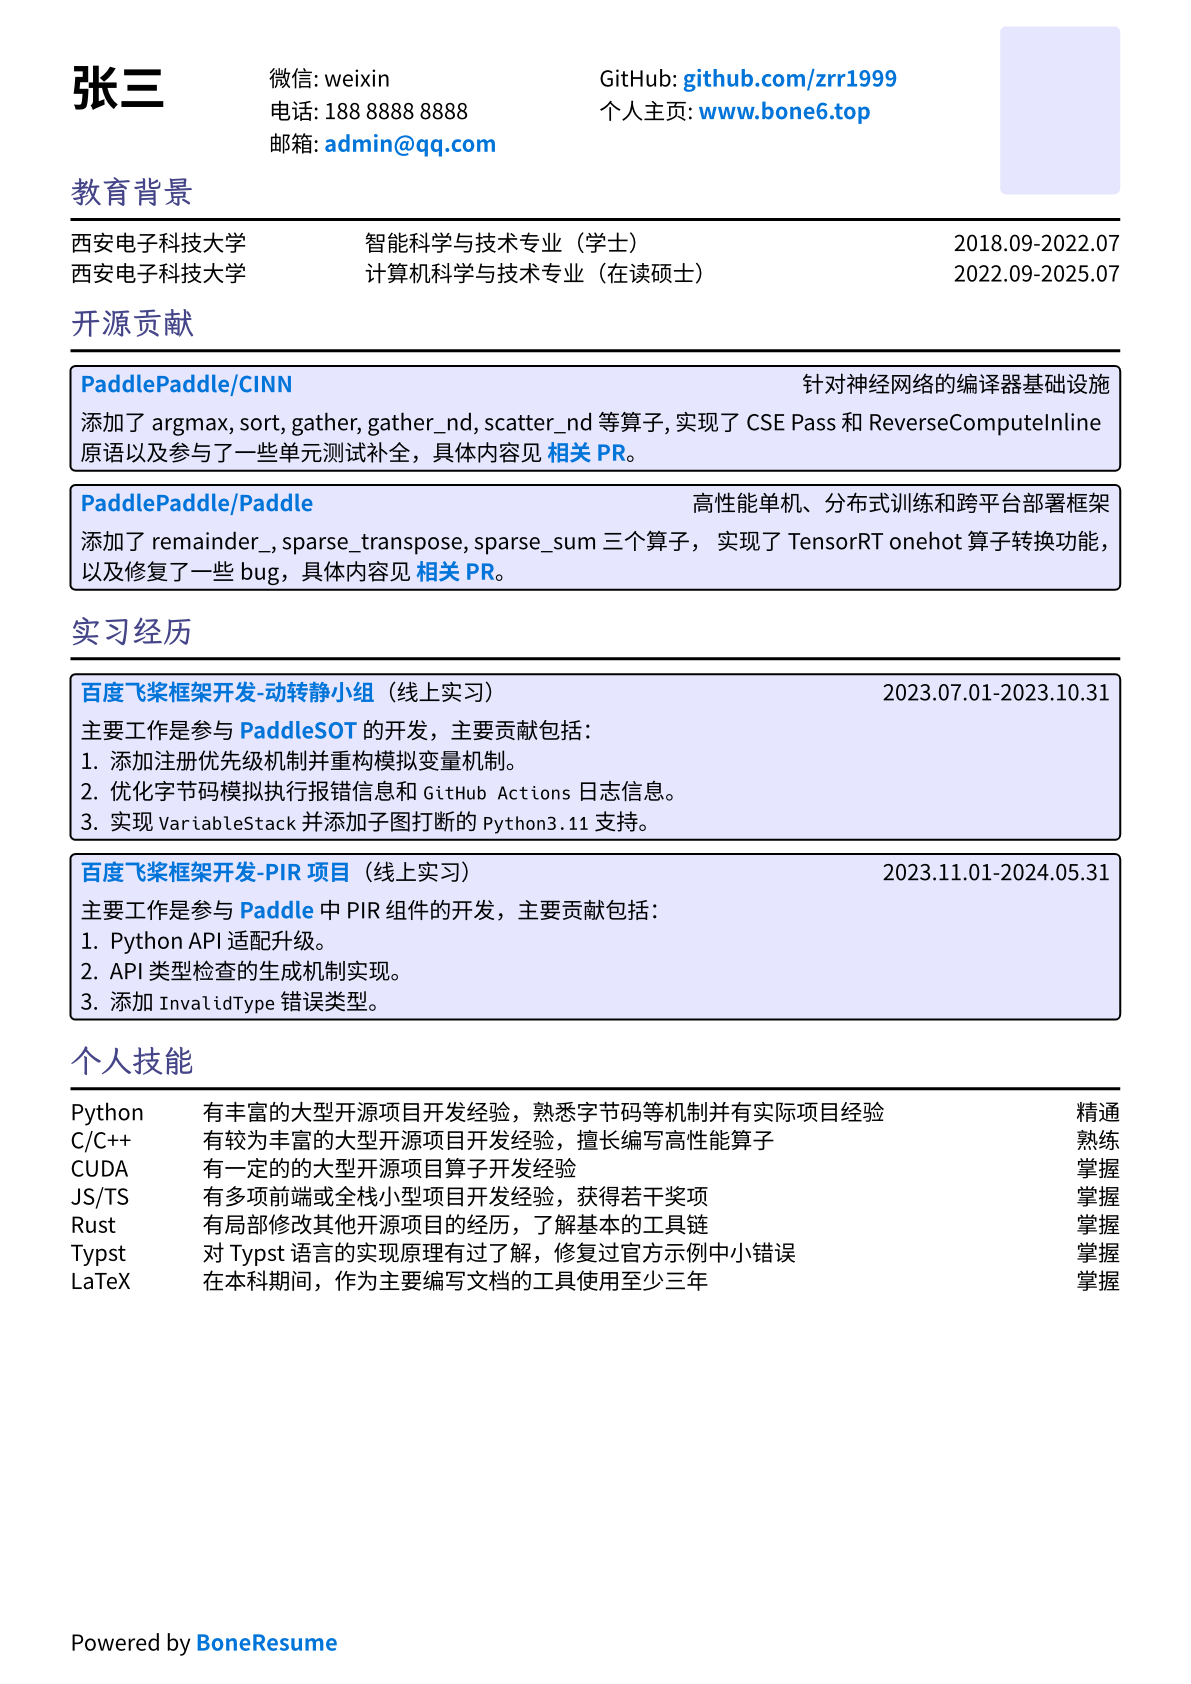 张三
微信: weixin
电话: 188 8888 8888
邮箱: admin@qq.com
GitHub: github.com/zrr1999
个人主页: www.bone6.top
教育背景
西安电子科技大学 智能科学与技术专业（学士） 2018.09-2022.07
西安电子科技大学 计算机科学与技术专业（在读硕士） 2022.09-2025.07
开源贡献
PaddlePaddle/CINN 针对神经网络的编译器基础设施
添加了 argmax, sort, gather, gather_nd, scatter_nd 等算子, 实现了 CSE Pass 和 ReverseComputeInline
原语以及参与了一些单元测试补全，具体内容见 相关 PR。
PaddlePaddle/Paddle 高性能单机、分布式训练和跨平台部署框架
添加了 remainder_, sparse_transpose, sparse_sum 三个算子， 实现了 TensorRT onehot 算子转换功能，
以及修复了一些 bug，具体内容见 相关 PR。
实习经历
百度飞桨框架开发-动转静小组（线上实习） 2023.07.01-2023.10.31
主要工作是参与 PaddleSOT 的开发，主要贡献包括：
1. 添加注册优先级机制并重构模拟变量机制。
2. 优化字节码模拟执行报错信息和 GitHub Actions 日志信息。
3. 实现 VariableStack 并添加子图打断的 Python3.11 支持。
百度飞桨框架开发-PIR 项目（线上实习） 2023.11.01-2024.05.31
主要工作是参与 Paddle 中 PIR 组件的开发，主要贡献包括：
1. Python API 适配升级。
2. API 类型检查的生成机制实现。
3. 添加 InvalidType 错误类型。
个人技能
Python 有丰富的大型开源项目开发经验，熟悉字节码等机制并有实际项目经验 精通
C/C++ 有较为丰富的大型开源项目开发经验，擅长编写高性能算子 熟练
CUDA 有一定的的大型开源项目算子开发经验 掌握
JS/TS 有多项前端或全栈小型项目开发经验，获得若干奖项 掌握
Rust 有局部修改其他开源项目的经历，了解基本的工具链 掌握
Typst 对 Typst 语言的实现原理有过了解，修复过官方示例中小错误 掌握
LaTeX 在本科期间，作为主要编写文档的工具使用至少三年 掌握
Powered by BoneResume